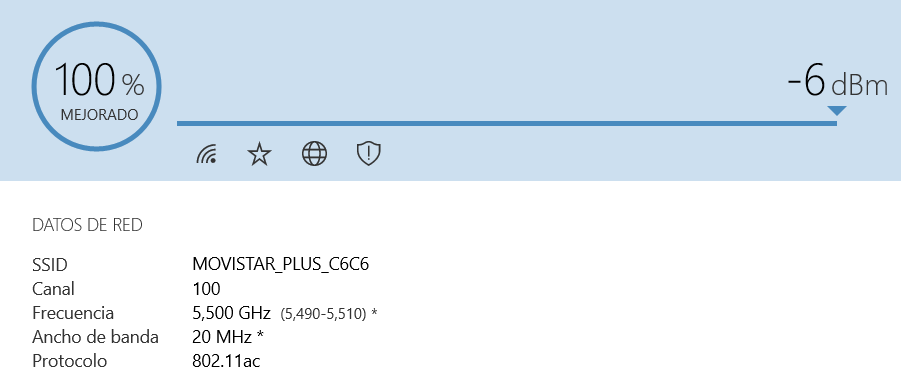 100 %
MEJORADO
-6 dBm
DATOS DE RED
SSID MOVISTAR_PLUS_C6C6
Canal 100
Frecuencia 5,500 GHz (5,490-5,510) *
Ancho de banda 20 MHz *
Protocolo 802.11ac